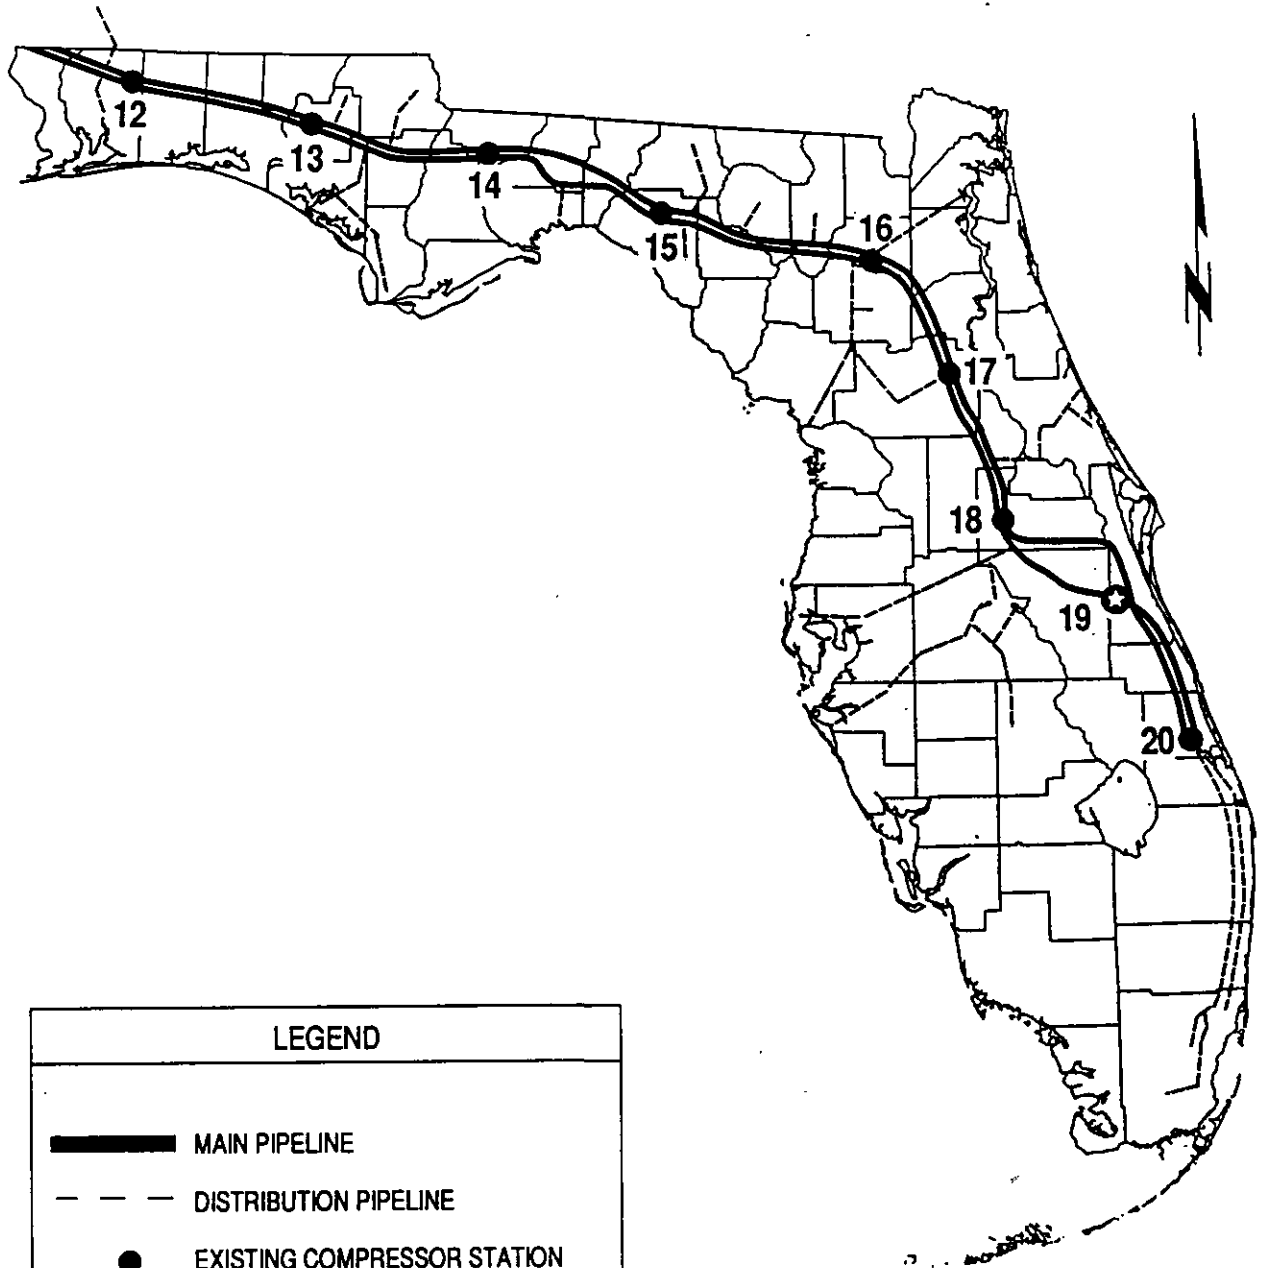 12
13
14
15
16
17
18
19
20
N
LEGEND
MAIN PIPELINE
DISTRIBUTION PIPELINE
EXISTING COMPRESSOR STATION